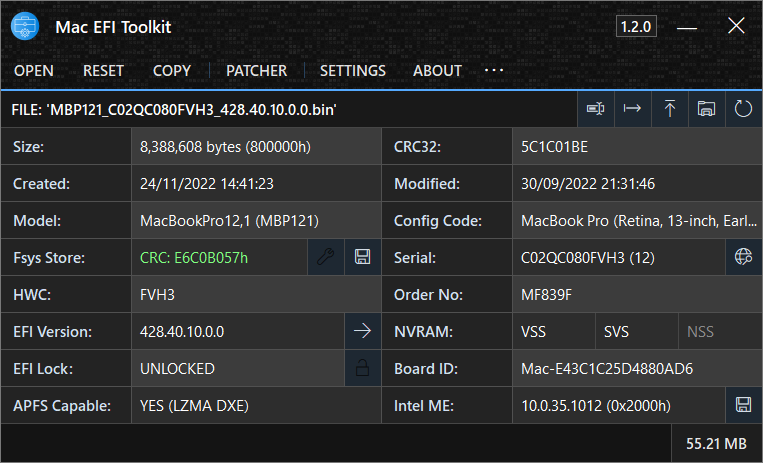 Mac EFI Toolkit
1.2.0
OPEN RESET COPY PATCHER SETTINGS ABOUT ...
FILE: 'MBP121_C02QC080FVH3_428.40.10.0.0.bin'
Size: 8,388,608 bytes (800000h) CRC32: 5C1C01BE
Created: 24/11/2022 14:41:23 Modified: 30/09/2022 21:31:46
Model: MacBookPro12,1 (MBP121) Config Code: MacBook Pro (Retina, 13-inch, Earl...
Fsys Store: CRC: E6C0B057h Serial: C02QC080FVH3 (12)
HWC: FVH3 Order No: MF839F
EFI Version: 428.40.10.0.0 NVRAM: VSS SVS NSS
EFI Lock: UNLOCKED Board ID: Mac-E43C1C25D4880AD6
APFS Capable: YES (LZMA DXE) Intel ME: 10.0.35.1012 (0x2000h)
55.21 MB